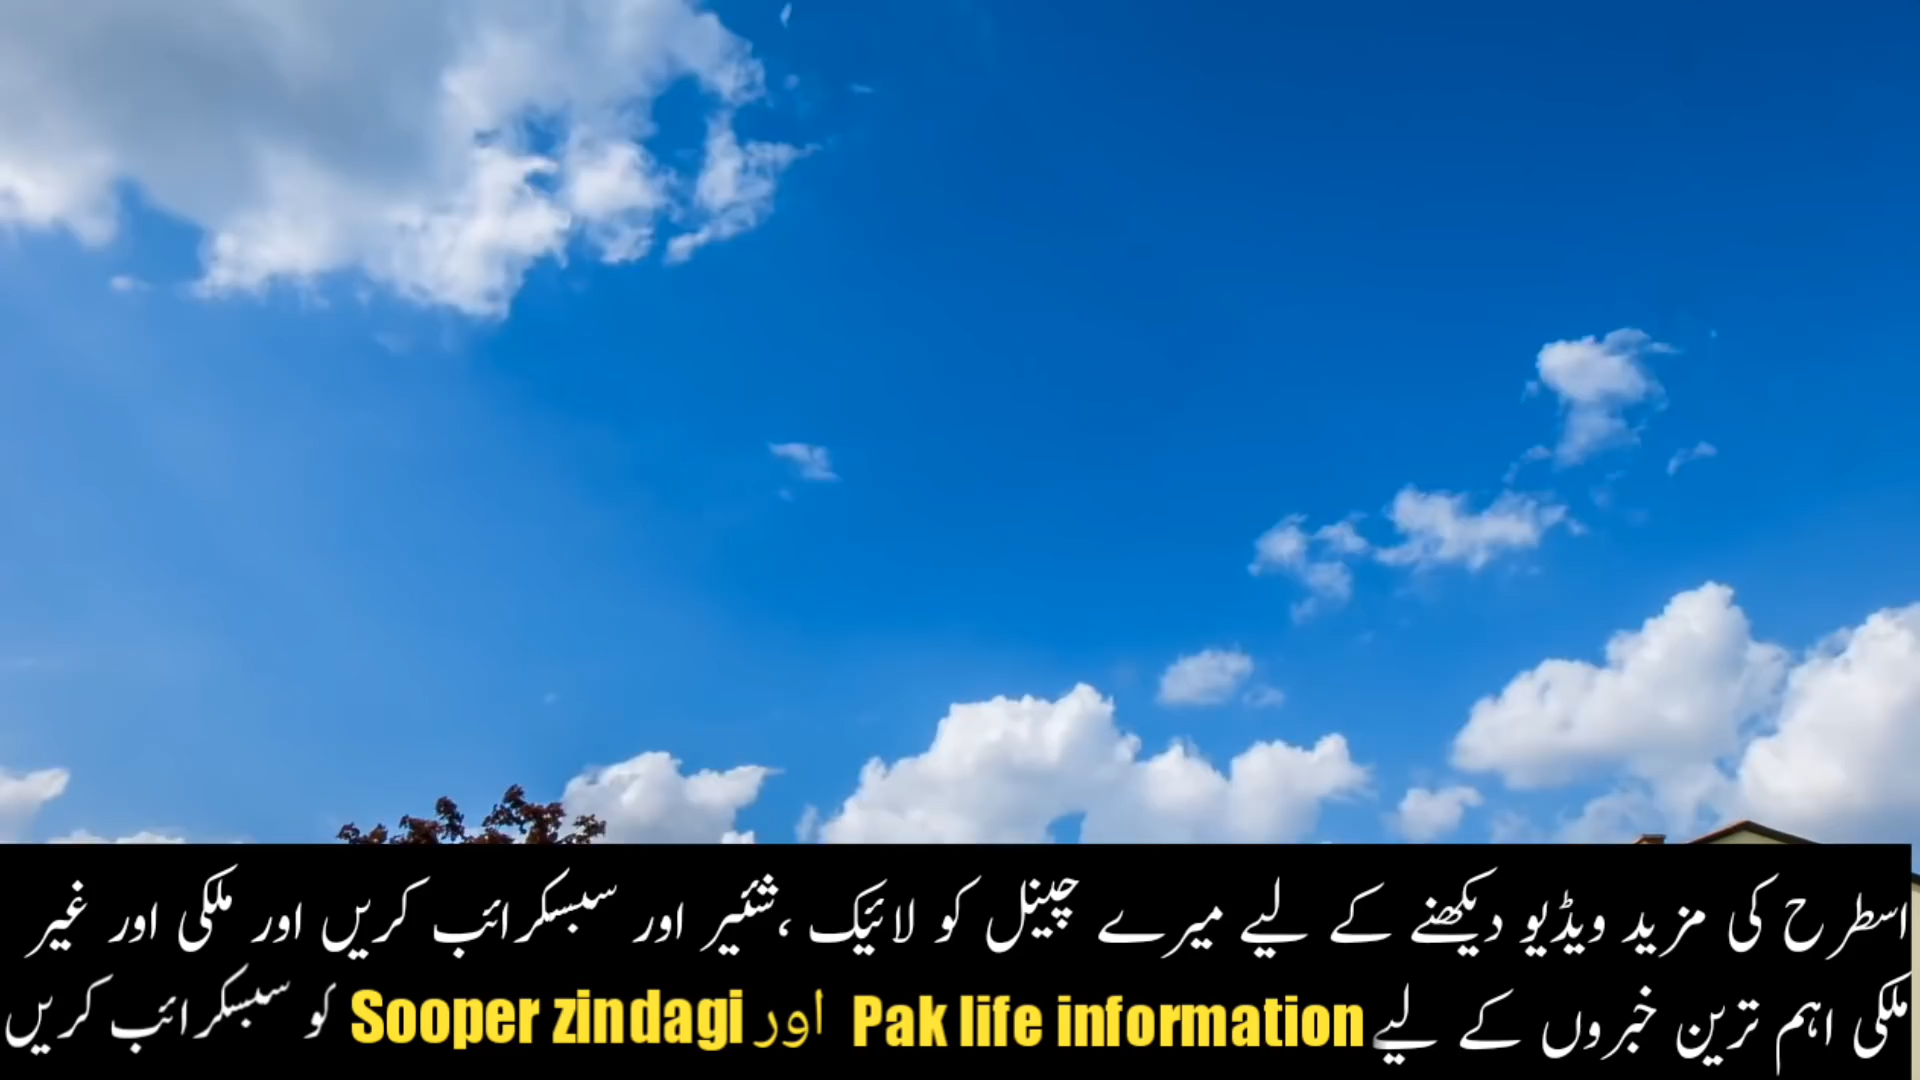 اسطرح کی مزید ویڈیو دیکھنے کے لیے میرے چینل کو لائیک ،شئیر اور سبسکرائب کریں اور ملکی اور غیر
ملکی اہم ترین خبروں کے لیے Pak life information اور Sooper zindagi کو سبسکرائب کریں